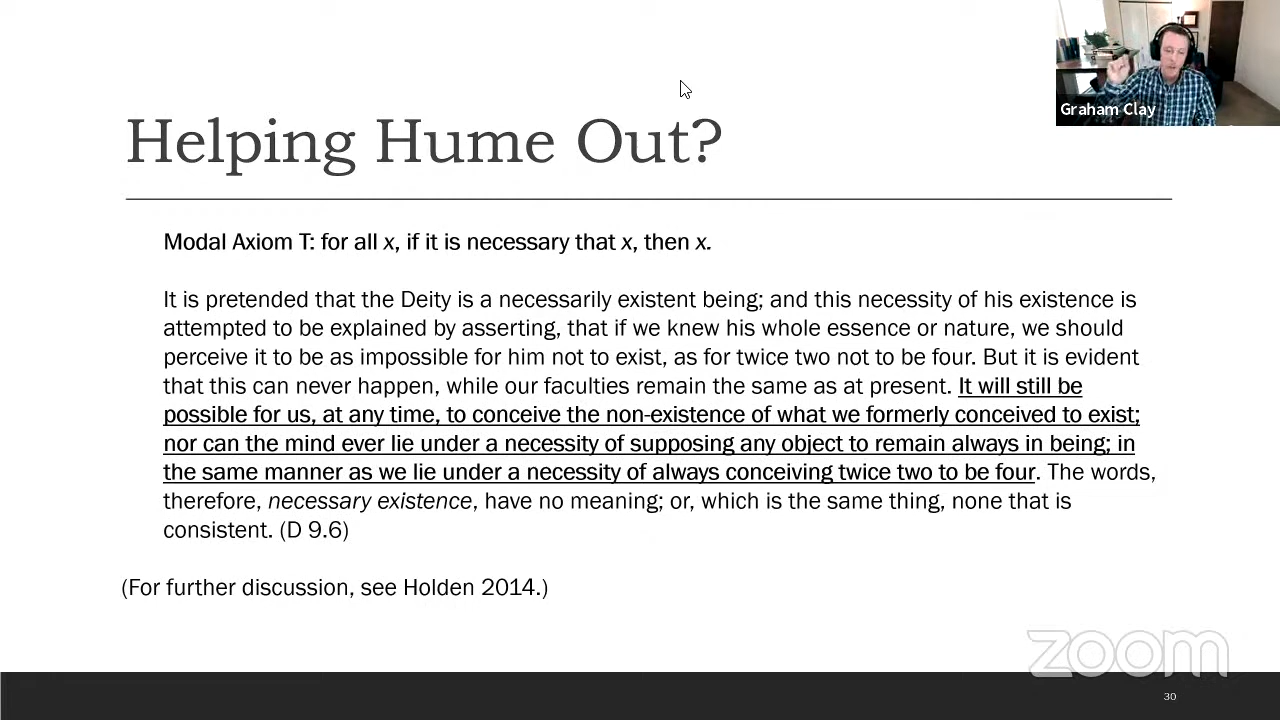 Graham Clay
Helping Hume Out?
Modal Axiom T: for all x, if it is necessary that x, then x.
It is pretended that the Deity is a necessarily existent being; and this necessity of his existence is
attempted to be explained by asserting, that if we knew his whole essence or nature, we should
perceive it to be as impossible for him not to exist, as for twice two not to be four. But it is evident
that this can never happen, while our faculties remain the same as at present. It will still be
possible for us, at any time, to conceive the non-existence of what we formerly conceived to exist;
nor can the mind ever lie under a necessity of supposing any object to remain always in being; in
the same manner as we lie under a necessity of always conceiving twice two to be four. The words,
therefore, necessary existence, have no meaning; or, which is the same thing, none that is
consistent. (D 9.6)
(For further discussion, see Holden 2014.)
zoom
30